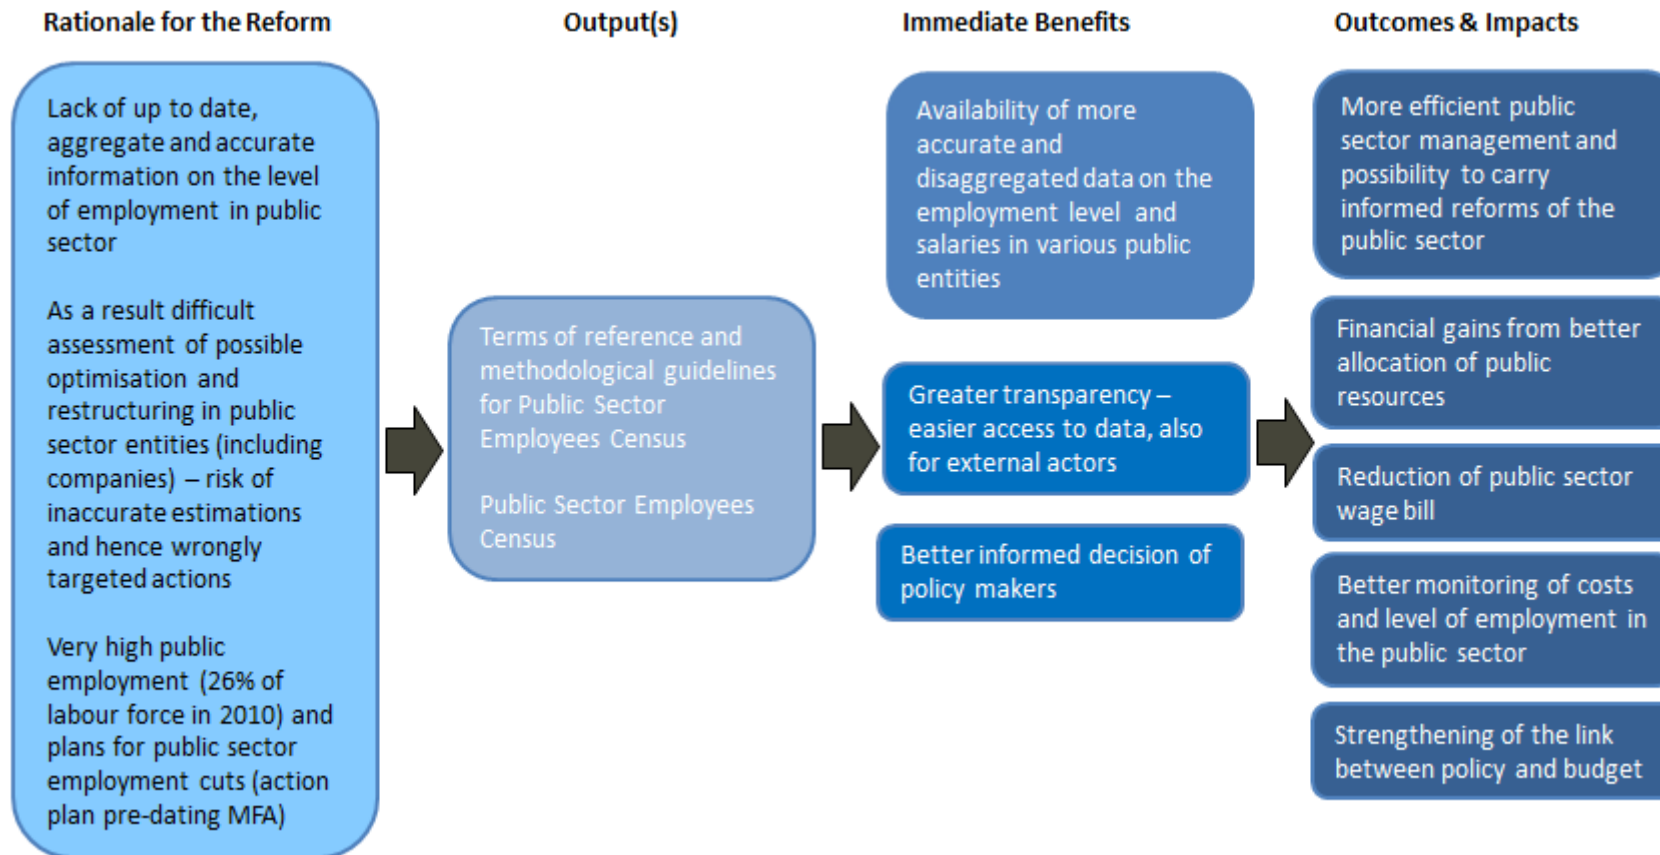 Rationale for the Reform
Output(s)
Immediate Benefits
Outcomes & Impacts
Lack of up to date,
aggregate and accurate
information on the level
of employment in public
sector
As a result difficult
assessment of possible
optimisation and
restructuring in public
sector entities (including
companies) – risk of
inaccurate estimations
and hence wrongly
targeted actions
Very high public
employment (26% of
labour force in 2010) and
plans for public sector
employment cuts (action
plan pre-dating MFA)
Terms of reference and
methodological guidelines
for Public Sector
Employees Census
Public Sector Employees
Census
Availability of more
accurate and
disaggregated data on the
employment level and
salaries in various public
entities
Greater transparency –
easier access to data, also
for external actors
Better informed decision of
policy makers
More efficient public
sector management and
possibility to carry
informed reforms of the
public sector
Financial gains from better
allocation of public
resources
Reduction of public sector
wage bill
Better monitoring of costs
and level of employment in
the public sector
Strengthening of the link
between policy and budget